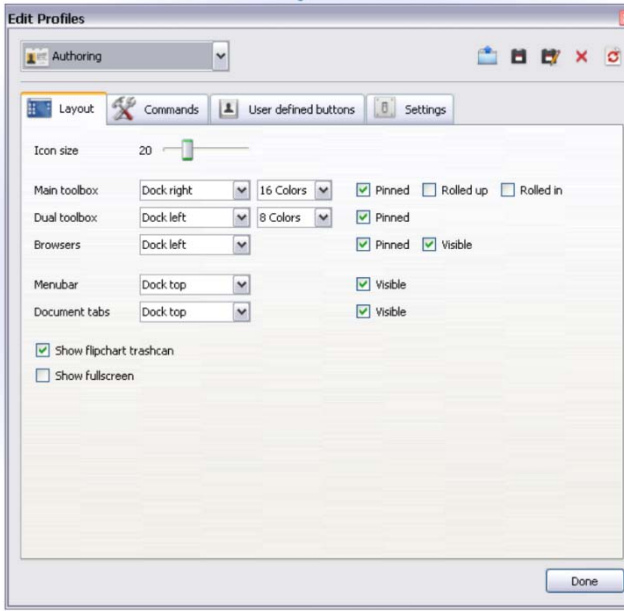 Edit Profiles
Authoring
Layout Commands User defined buttons Settings
Icon size 20
Main toolbox Dock right 16 Colors Pinned Rolled up Rolled in
Dual toolbox Dock left 8 Colors Pinned
Browsers Dock left Pinned Visible
Menubar Dock top Visible
Document tabs Dock top Visible
Show flipchart trashcan
Show fullscreen
Done